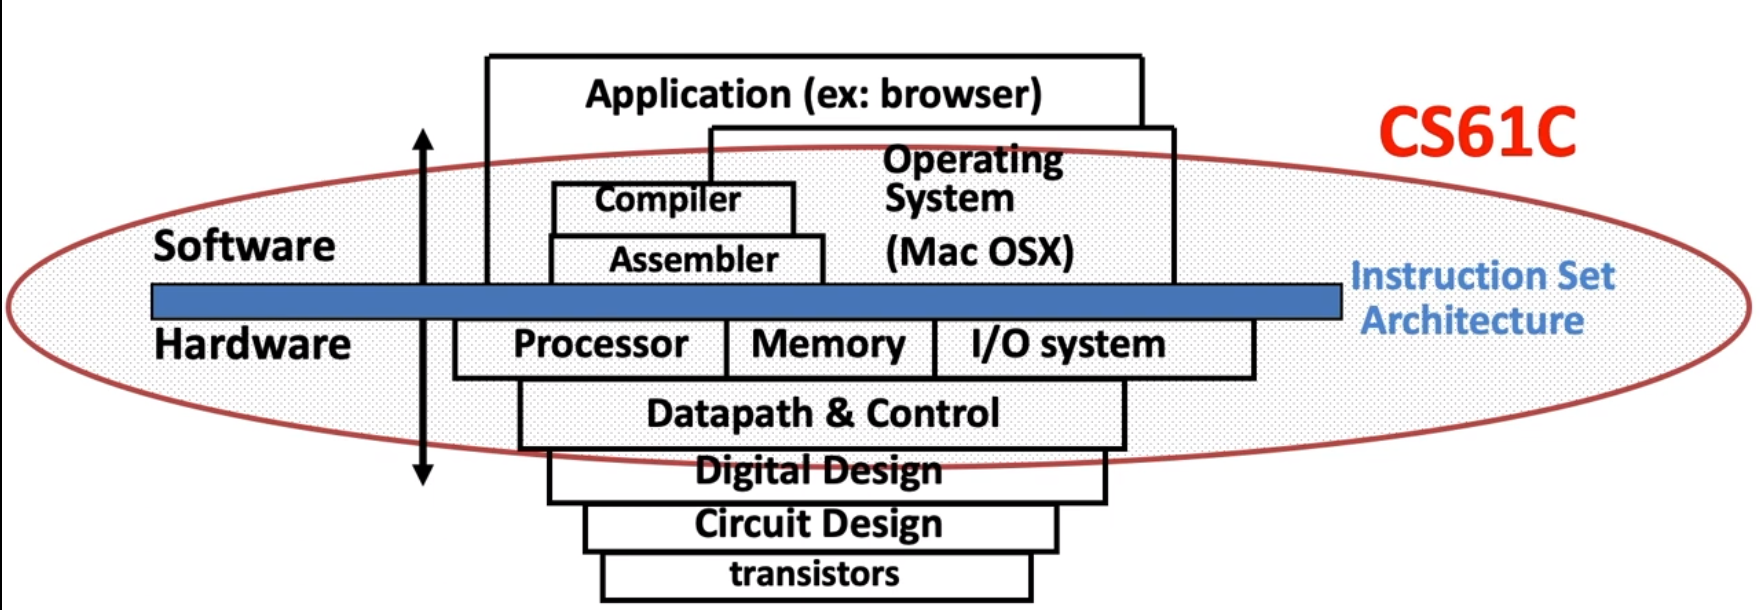 Application (ex: browser)
CS61C
Operating
System
(Mac OSX)
Compiler
Assembler
Software
Instruction Set
Architecture
Hardware
Processor
Memory
I/O system
Datapath & Control
Digital Design
Circuit Design
transistors